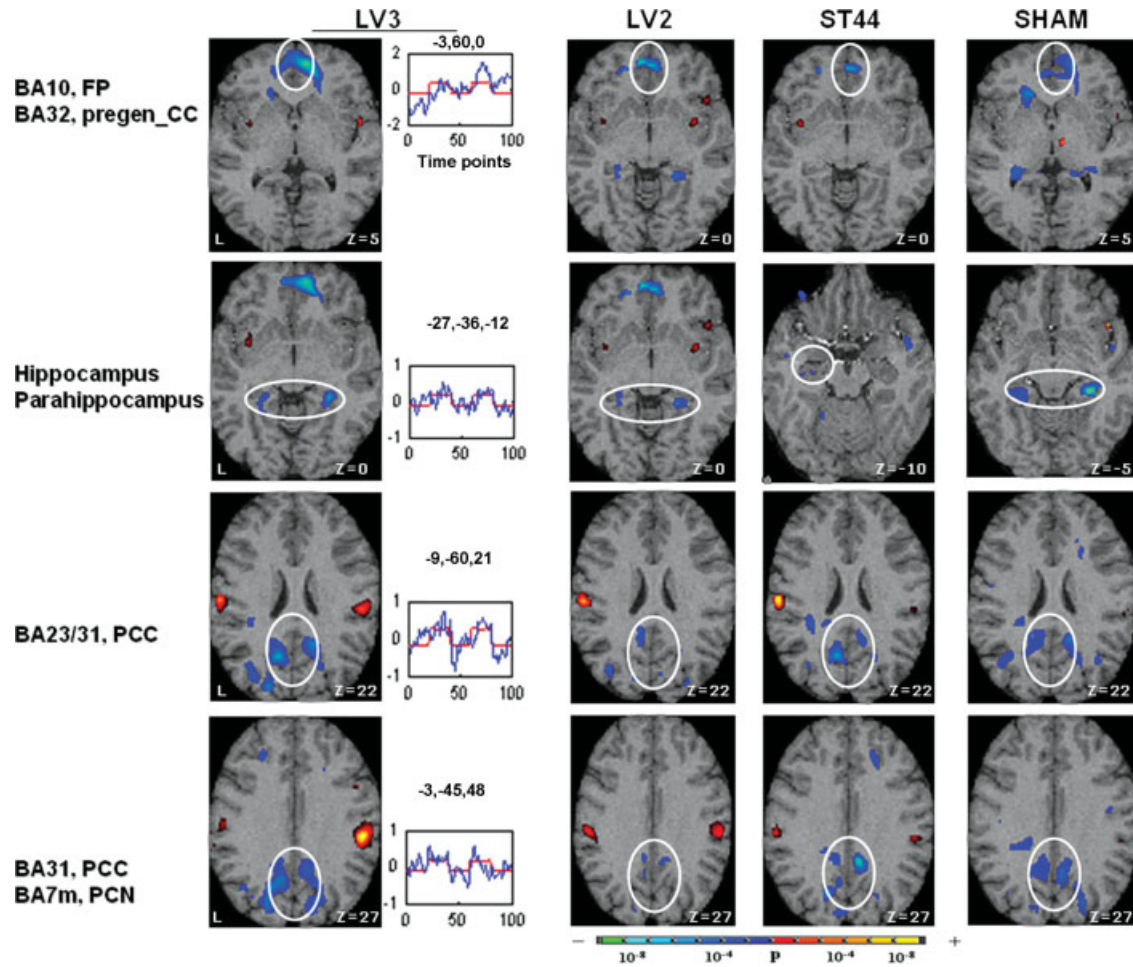 LV3 LV2 ST44 SHAM
-3,60,0
BA10, FP
BA32, pregen_CC
2
0
-2
0 50 100
Time points
L Z=5 Z=0 Z=0 Z=5
-27,-36,-12
Hippocampus
Parahippocampus
1
0
-1
0 50 100
L Z=0 Z=0 Z=-10 Z=-5
-9,-60,21
BA23/31, PCC
1
0
-1
0 50 100
L Z=22 Z=22 Z=22 Z=22
-3,-45,48
BA31, PCC
BA7m, PCN
1
0
-1
0 50 100
L Z=27 Z=27 Z=27 Z=27
− +
10⁻⁸ 10⁻⁴ P 10⁻⁴ 10⁻⁸